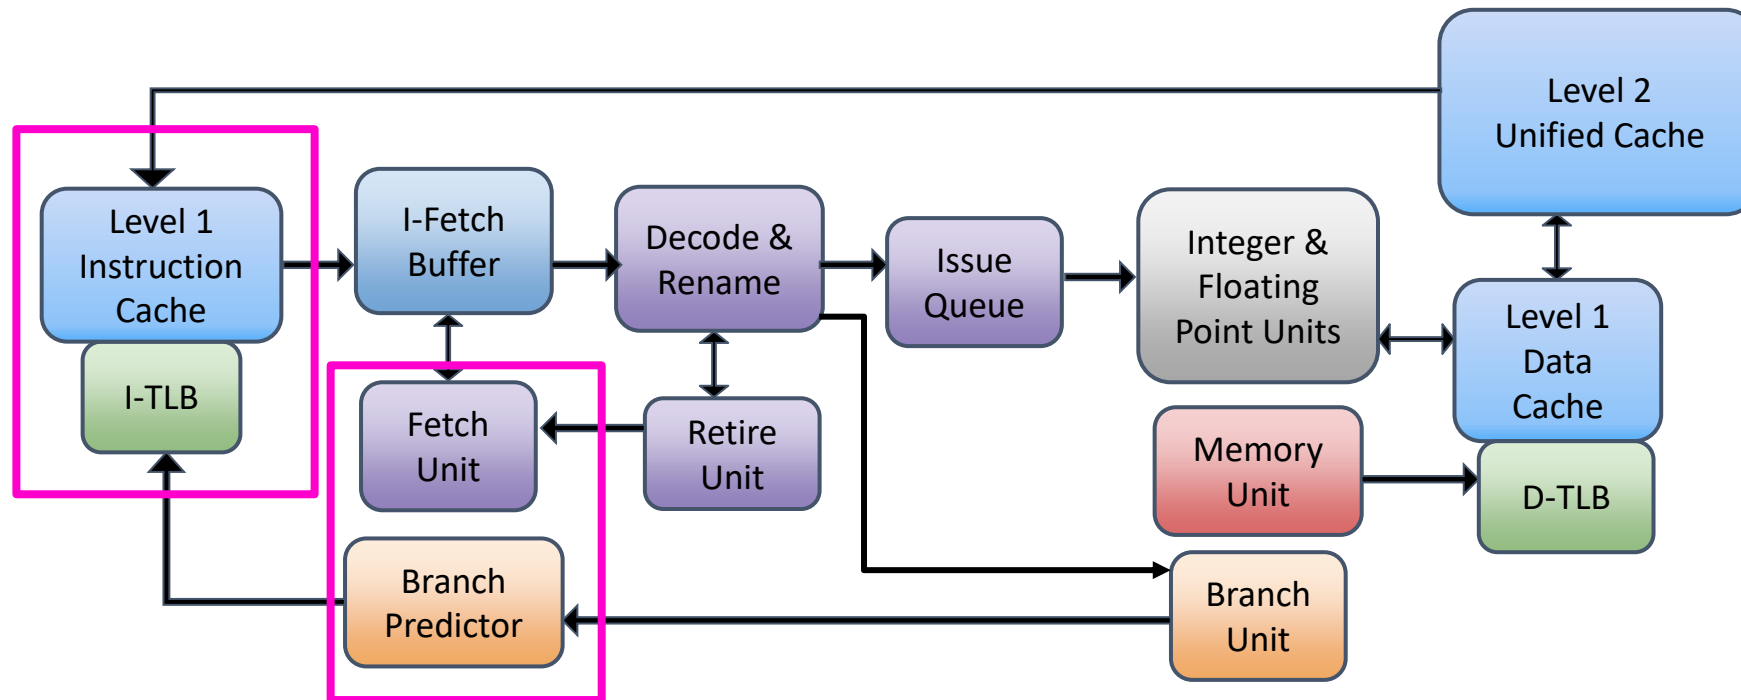 Level 2
Unified Cache
Level 1
Instruction
Cache
I-TLB
I-Fetch
Buffer
Decode &
Rename
Issue
Queue
Integer &
Floating
Point Units
Level 1
Data
Cache
D-TLB
Fetch
Unit
Retire
Unit
Memory
Unit
Branch
Predictor
Branch
Unit